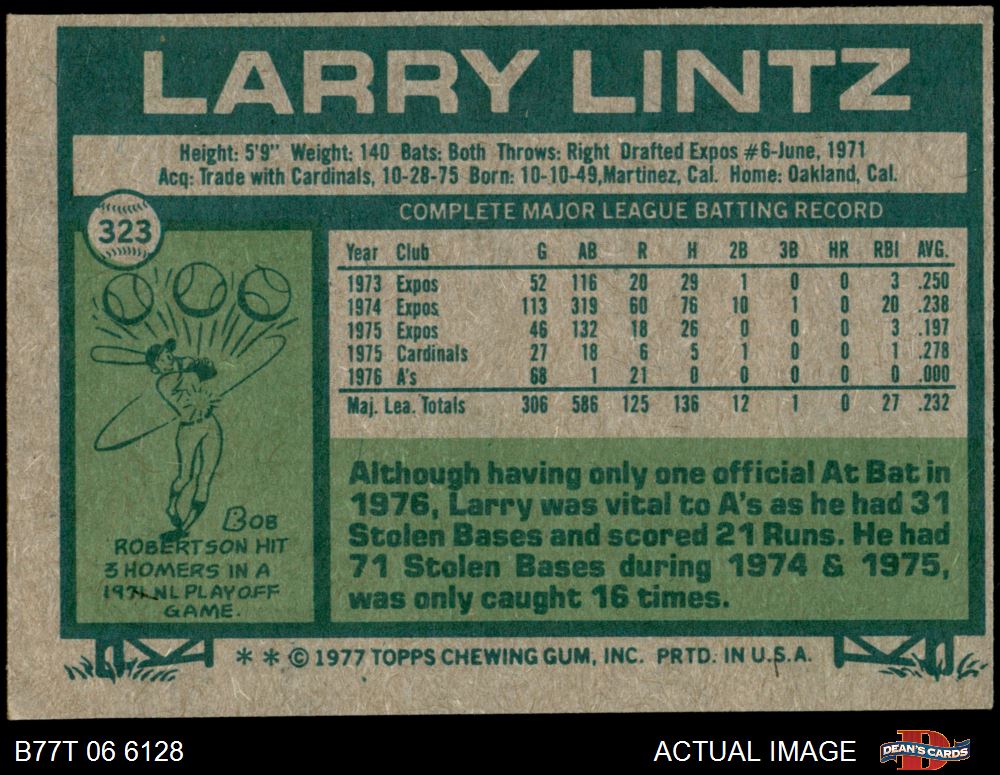 LARRY LINTZ
Height: 5'9" Weight: 140 Bats: Both Throws: Right Drafted Expos #6-June, 1971
Acq: Trade with Cardinals, 10-28-75 Born: 10-10-49, Martinez, Cal. Home: Oakland, Cal.
323
COMPLETE MAJOR LEAGUE BATTING RECORD
Year Club G AB R H 2B 3B HR RBI AVG.
1973 Expos 52 116 20 29 1 0 0 3 .250
1974 Expos 113 319 60 76 10 1 0 20 .238
1975 Expos 46 132 18 26 0 0 0 3 .197
1975 Cardinals 27 18 6 5 1 0 0 1 .278
1976 A's 68 1 21 0 0 0 0 0 .000
Maj. Lea. Totals 306 586 125 136 12 1 0 27 .232
BOB
ROBERTSON HIT
3 HOMERS IN A
1971 NL PLAYOFF
GAME.
Although having only one official At Bat in
1976, Larry was vital to A's as he had 31
Stolen Bases and scored 21 Runs. He had
71 Stolen Bases during 1974 & 1975,
was only caught 16 times.
* * © 1977 TOPPS CHEWING GUM, INC. PRTD. IN U.S.A.
B77T 06 6128
ACTUAL IMAGE
D
DEAN'S CARDS